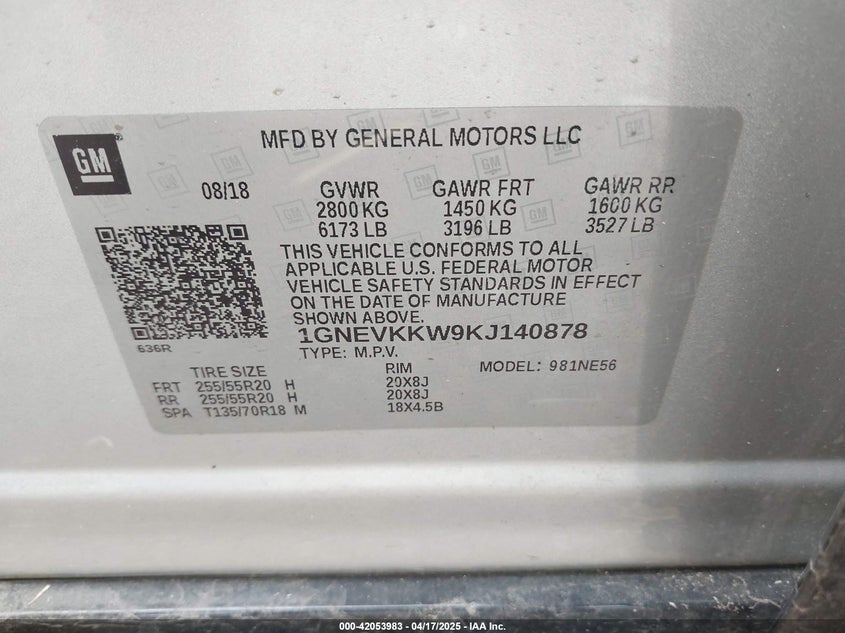 GM
MFD BY GENERAL MOTORS LLC
08/18 GVWR GAWR FRT GAWR RR
2800 KG 1450 KG 1600 KG
6173 LB 3196 LB 3527 LB
THIS VEHICLE CONFORMS TO ALL
APPLICABLE U.S. FEDERAL MOTOR
VEHICLE SAFETY STANDARDS IN EFFECT
ON THE DATE OF MANUFACTURE
SHOWN ABOVE.
1GNEVKKW9KJ140878
636R
TYPE: M.P.V. MODEL: 981NE56
TIRE SIZE RIM
FRT 255/55R20 H 20X8J
RR 255/55R20 H 20X8J
SPA T135/70R18 M 18X4.5B
000-42053983 - 04/17/2025 - IAA Inc.